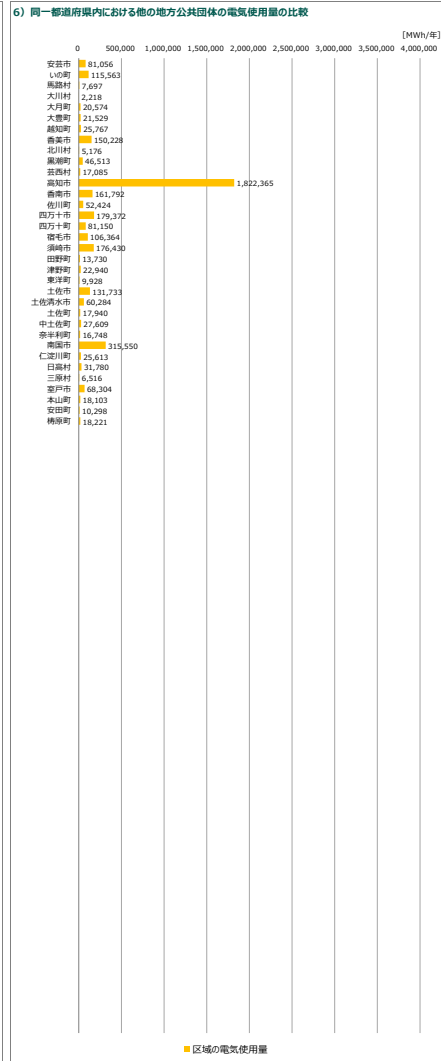 6）同一都道府県内における他の地方公共団体の電気使用量の比較
[MWh/年]
0 500,000 1,000,000 1,500,000 2,000,000 2,500,000 3,000,000 3,500,000 4,000,000
安芸市 81,056
いの町 115,563
馬路村 7,697
大川村 2,218
大月町 20,574
大豊町 21,529
越知町 25,767
香美市 150,228
北川村 5,176
黒潮町 46,513
芸西村 17,085
高知市 1,822,365
香南市 161,792
佐川町 52,424
四万十市 179,372
四万十町 81,150
宿毛市 106,364
須崎市 176,430
田野町 13,730
津野町 22,940
東洋町 9,928
土佐市 131,733
土佐清水市 60,284
土佐町 17,940
中土佐町 27,609
奈半利町 16,748
南国市 315,550
仁淀川町 25,613
日高村 31,780
三原村 6,516
室戸市 68,304
本山町 18,103
安田町 10,298
梼原町 18,221
区域の電気使用量